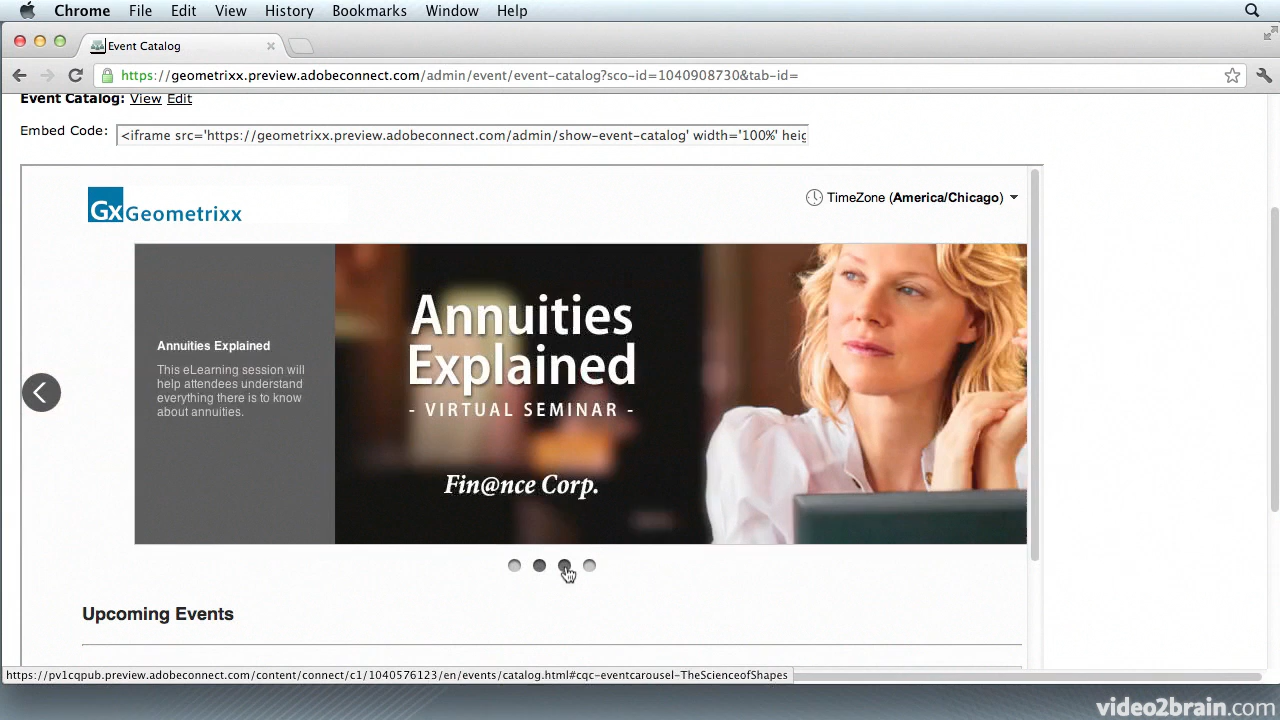 Chrome File Edit View History Bookmarks Window Help
Event Catalog
https://geometrixx.preview.adobeconnect.com/admin/event/event-catalog?sco-id=1040908730&tab-id=
Event Catalog: View Edit
Embed Code: <iframe src='https://geometrixx.preview.adobeconnect.com/admin/show-event-catalog' width='100%' heig
Gx Geometrixx
TimeZone (America/Chicago)
Annuities
Explained
- VIRTUAL SEMINAR -
Fin@nce Corp.
Annuities Explained
This eLearning session will
help attendees understand
everything there is to know
about annuities.
Upcoming Events
https://pv1cqpub.preview.adobeconnect.com/content/connect/c1/1040576123/en/events/catalog.html#cqc-eventcarousel-TheScienceofShapes
video2brain.com